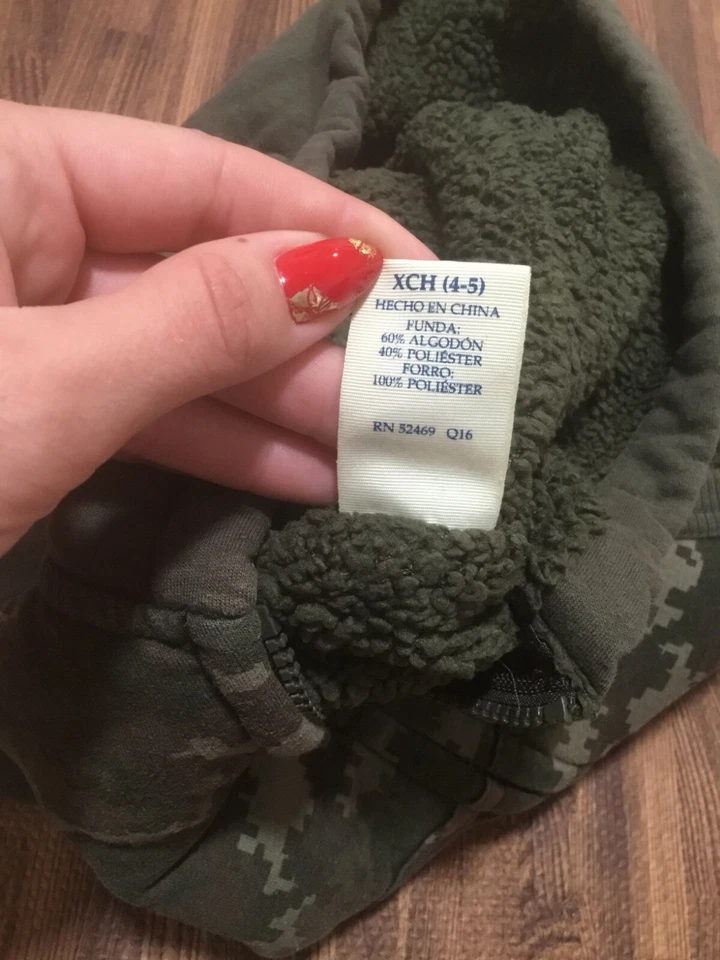 XCH (4-5)
HECHO EN CHINA
FUNDA:
60% ALGODÓN
40% POLIÉSTER
FORRO:
100% POLIÉSTER
RN 52469 Q16